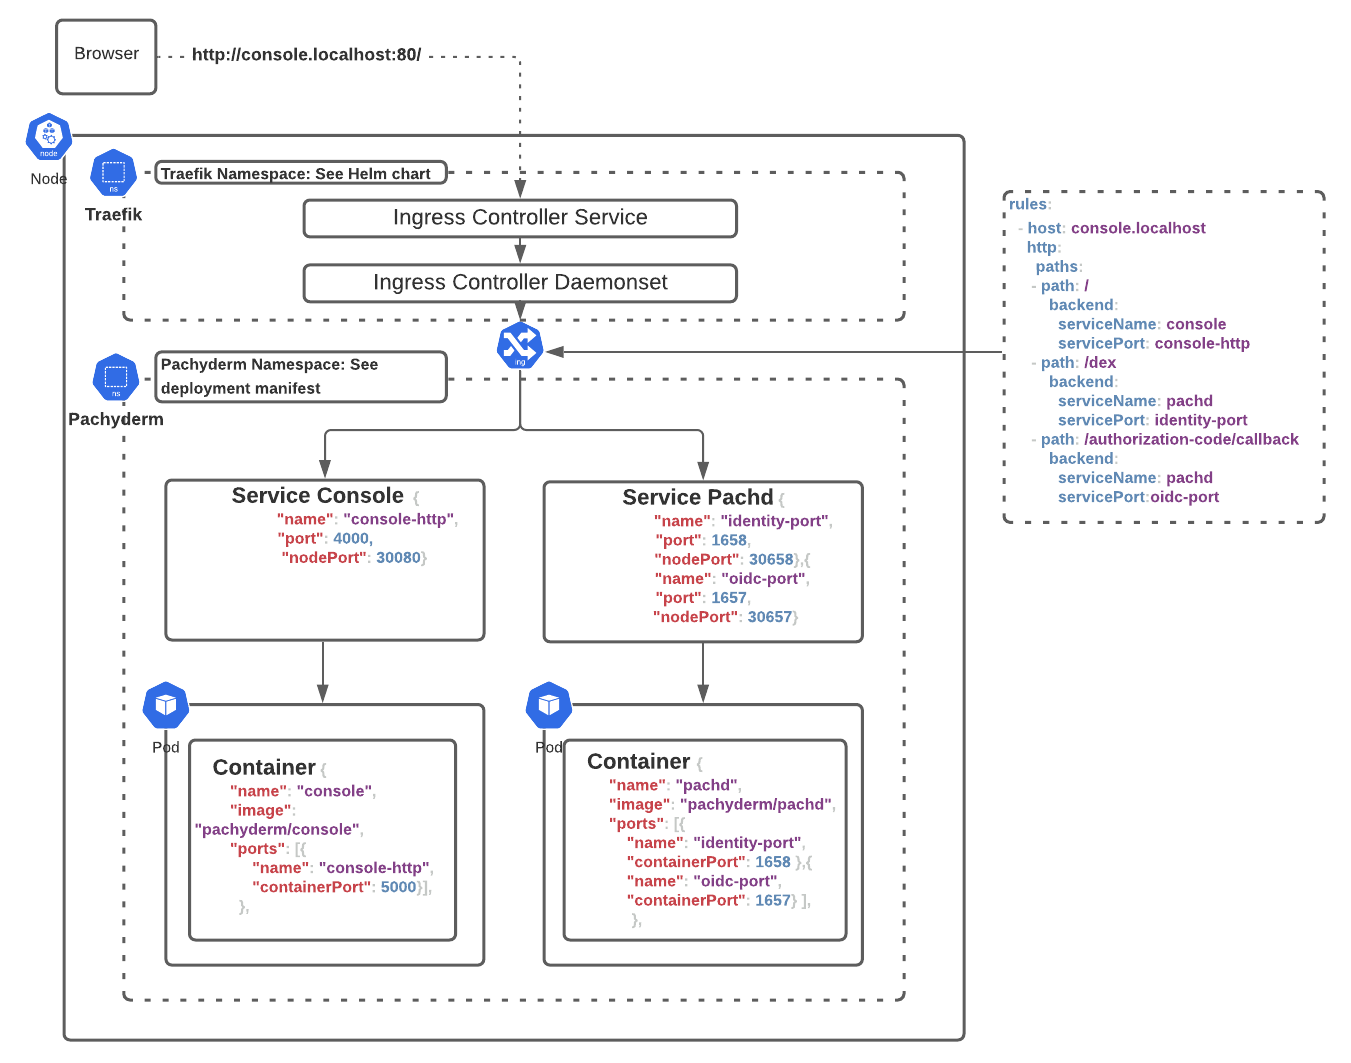 Browser
http://console.localhost:80/
node
Node
ns
Traefik
Traefik Namespace: See Helm chart
Ingress Controller Service
Ingress Controller Daemonset
ing
rules:
- host: console.localhost
http:
paths:
- path: /
backend:
serviceName: console
servicePort: console-http
- path: /dex
backend:
serviceName: pachd
servicePort: identity-port
- path: /authorization-code/callback
backend:
serviceName: pachd
servicePort:oidc-port
ns
Pachyderm
Pachyderm Namespace: See
deployment manifest
Service Console {
"name": "console-http",
"port": 4000,
"nodePort": 30080}
Service Pachd {
"name": "identity-port",
"port": 1658,
"nodePort": 30658},{
"name": "oidc-port",
"port": 1657,
"nodePort": 30657}
Pod
Container {
"name": "console",
"image":
"pachyderm/console",
"ports": [{
"name": "console-http",
"containerPort": 5000}],
},
Pod
Container {
"name": "pachd",
"image": "pachyderm/pachd",
"ports": [{
"name": "identity-port",
"containerPort": 1658 },{
"name": "oidc-port",
"containerPort": 1657} ],
},